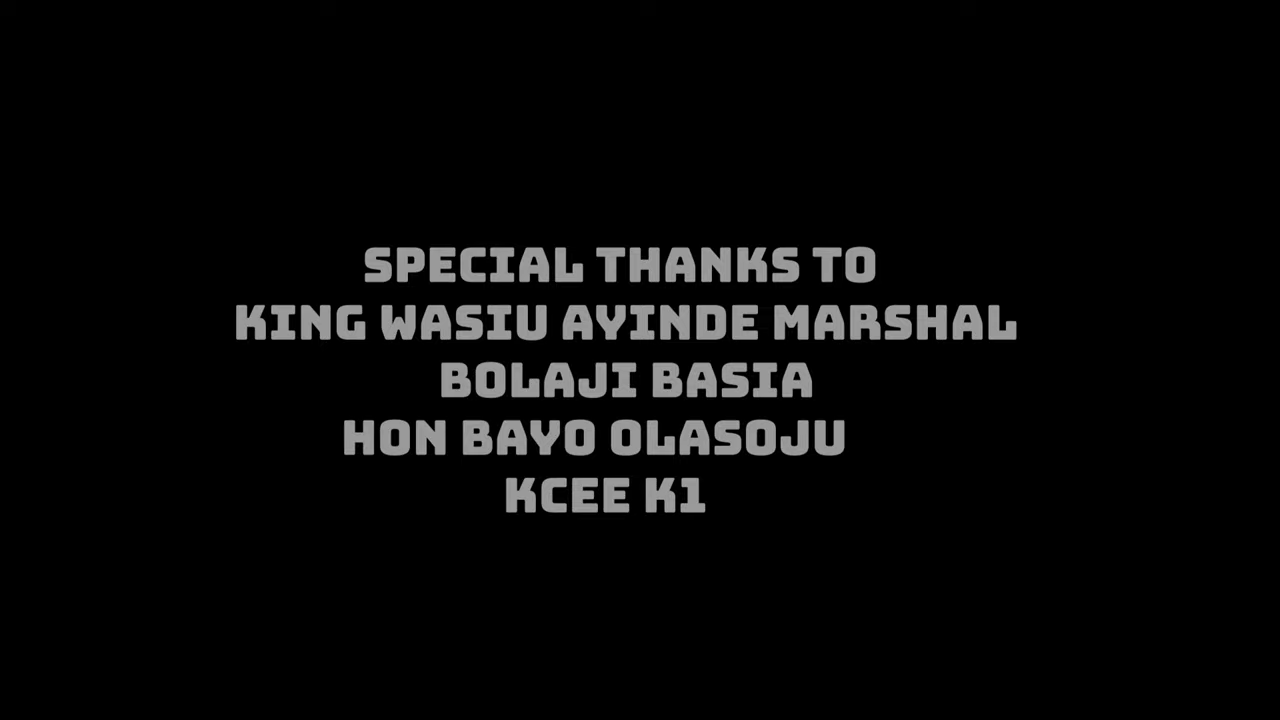 SPECIAL THANKS TO
KING WASIU AYINDE MARSHAL
BOLAJI BASIA
HON BAYO OLASOJU
KCEE K1